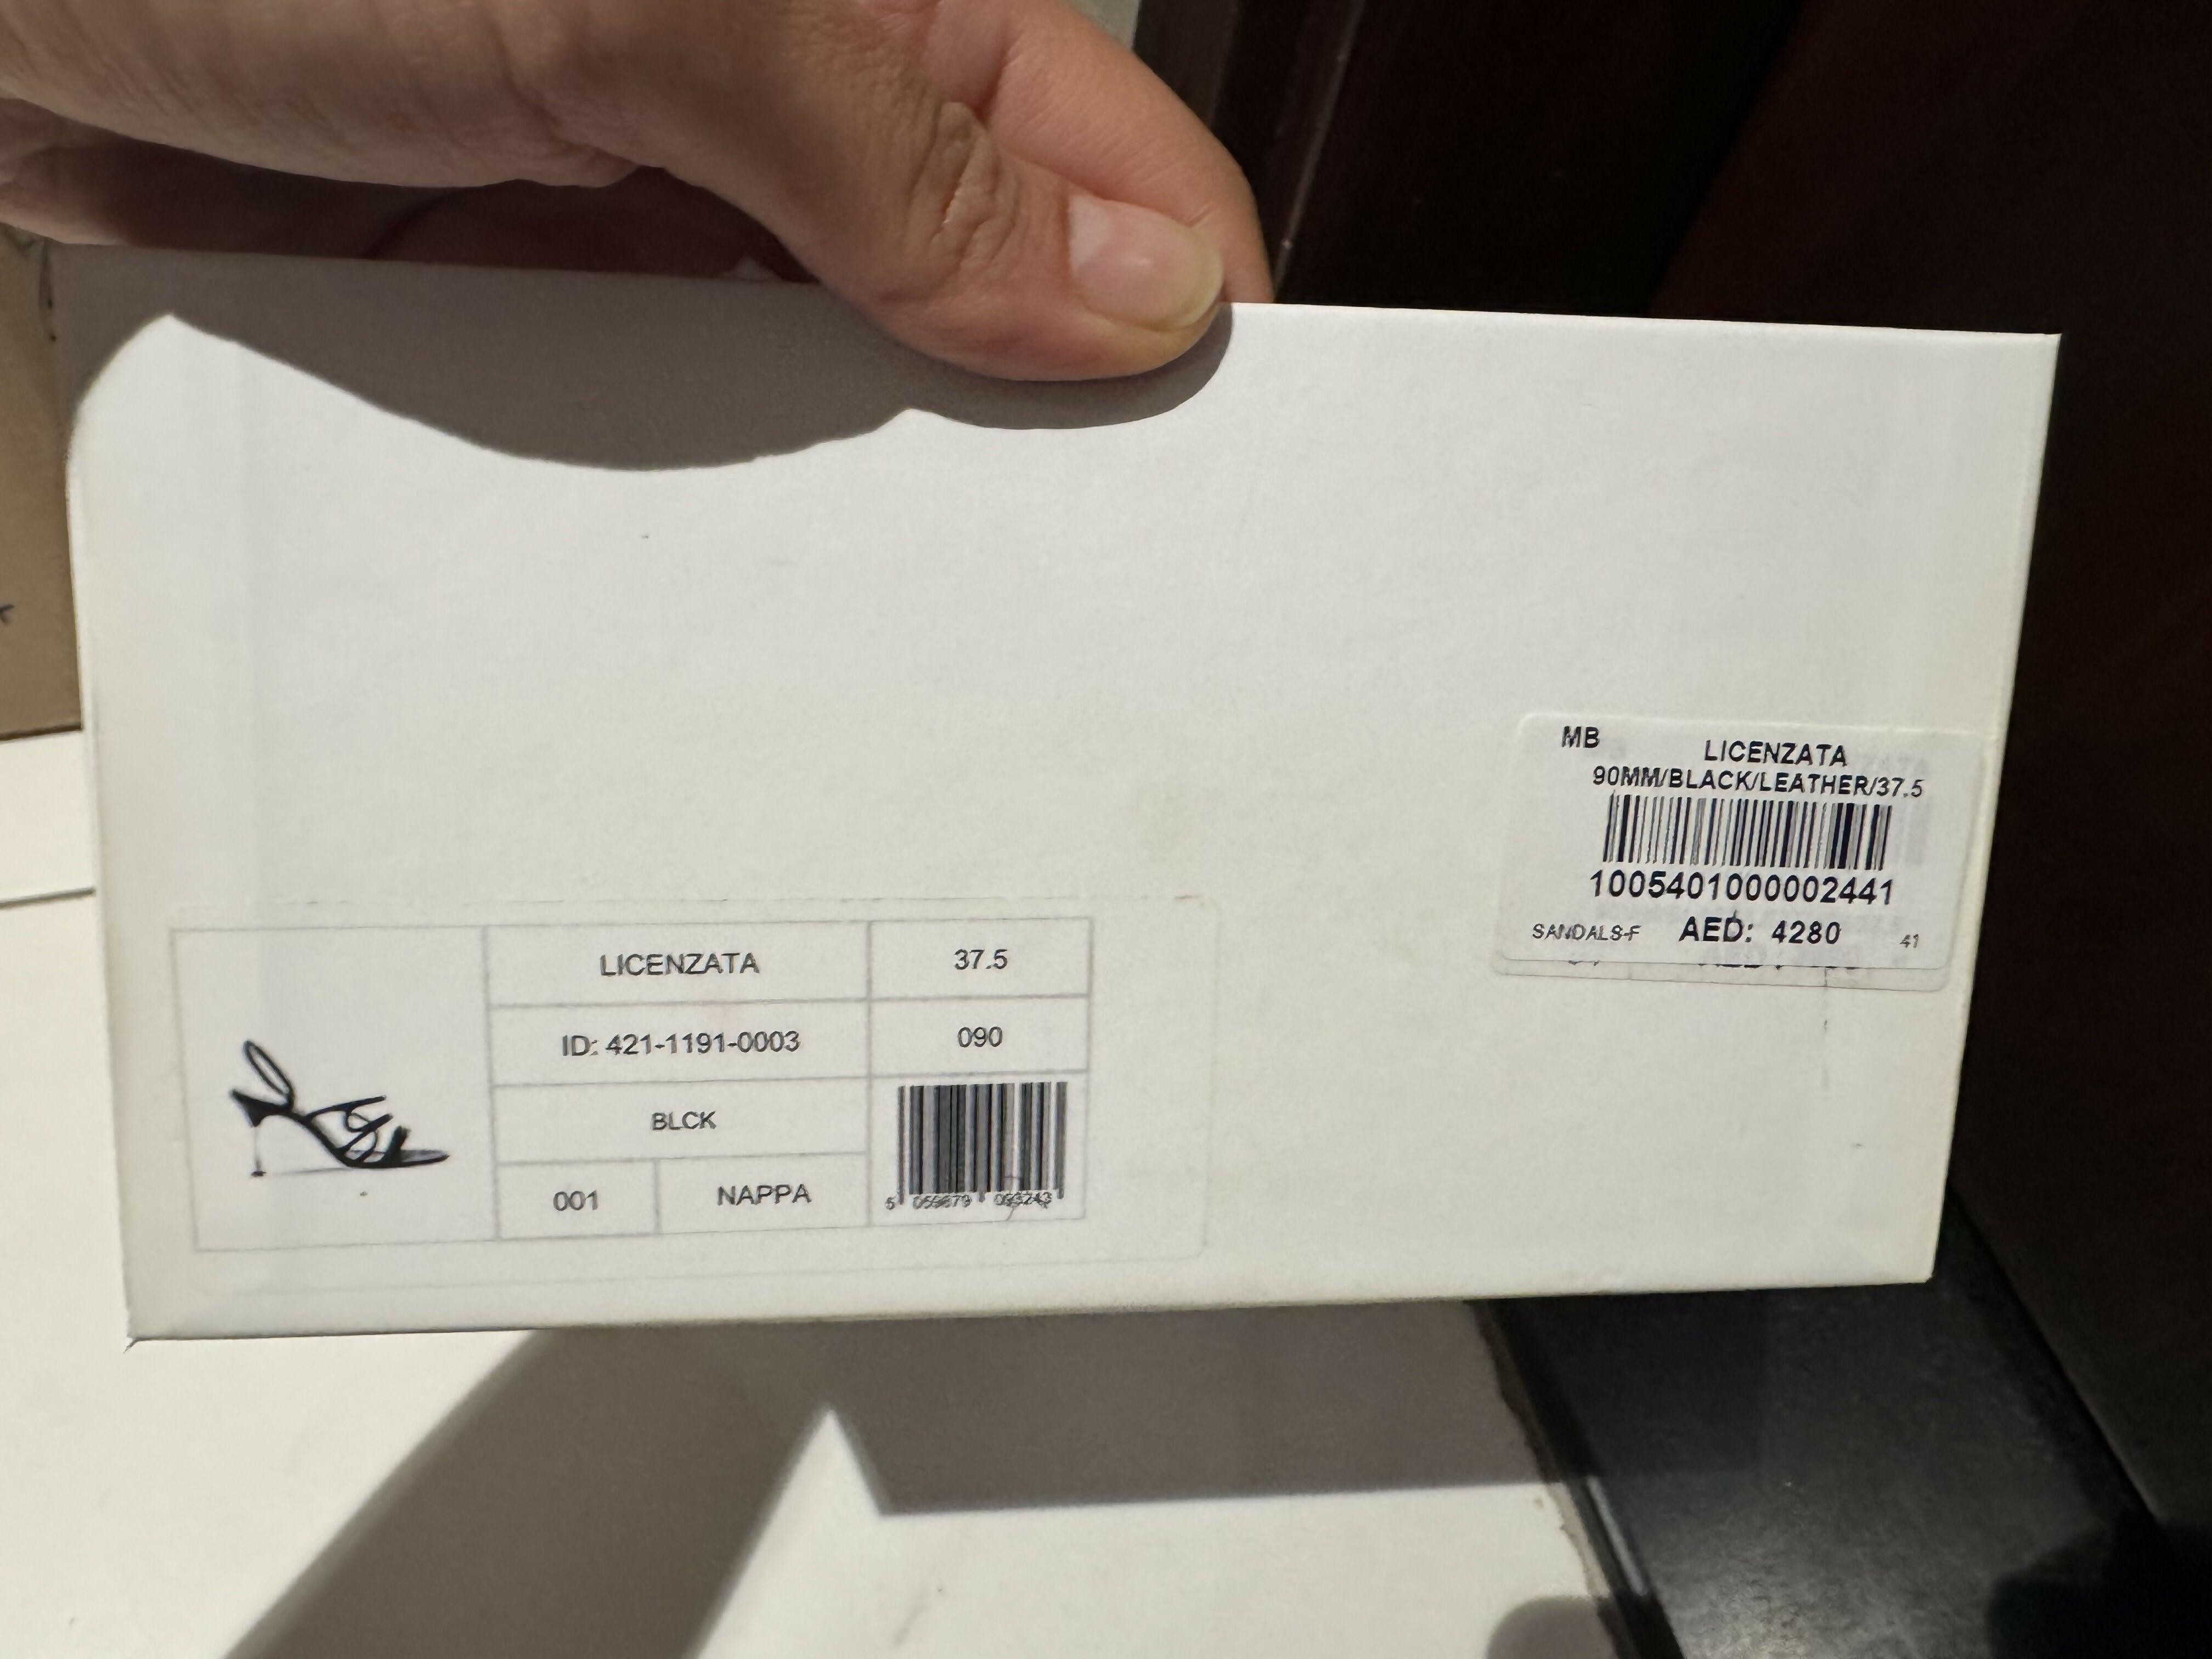 MB
LICENZATA
90MM/BLACK/LEATHER/37.5
1005401000002441
SANDALS-F AED: 4280 41
LICENZATA 37.5
ID: 421-1191-0003 090
BLCK
001 NAPPA
5